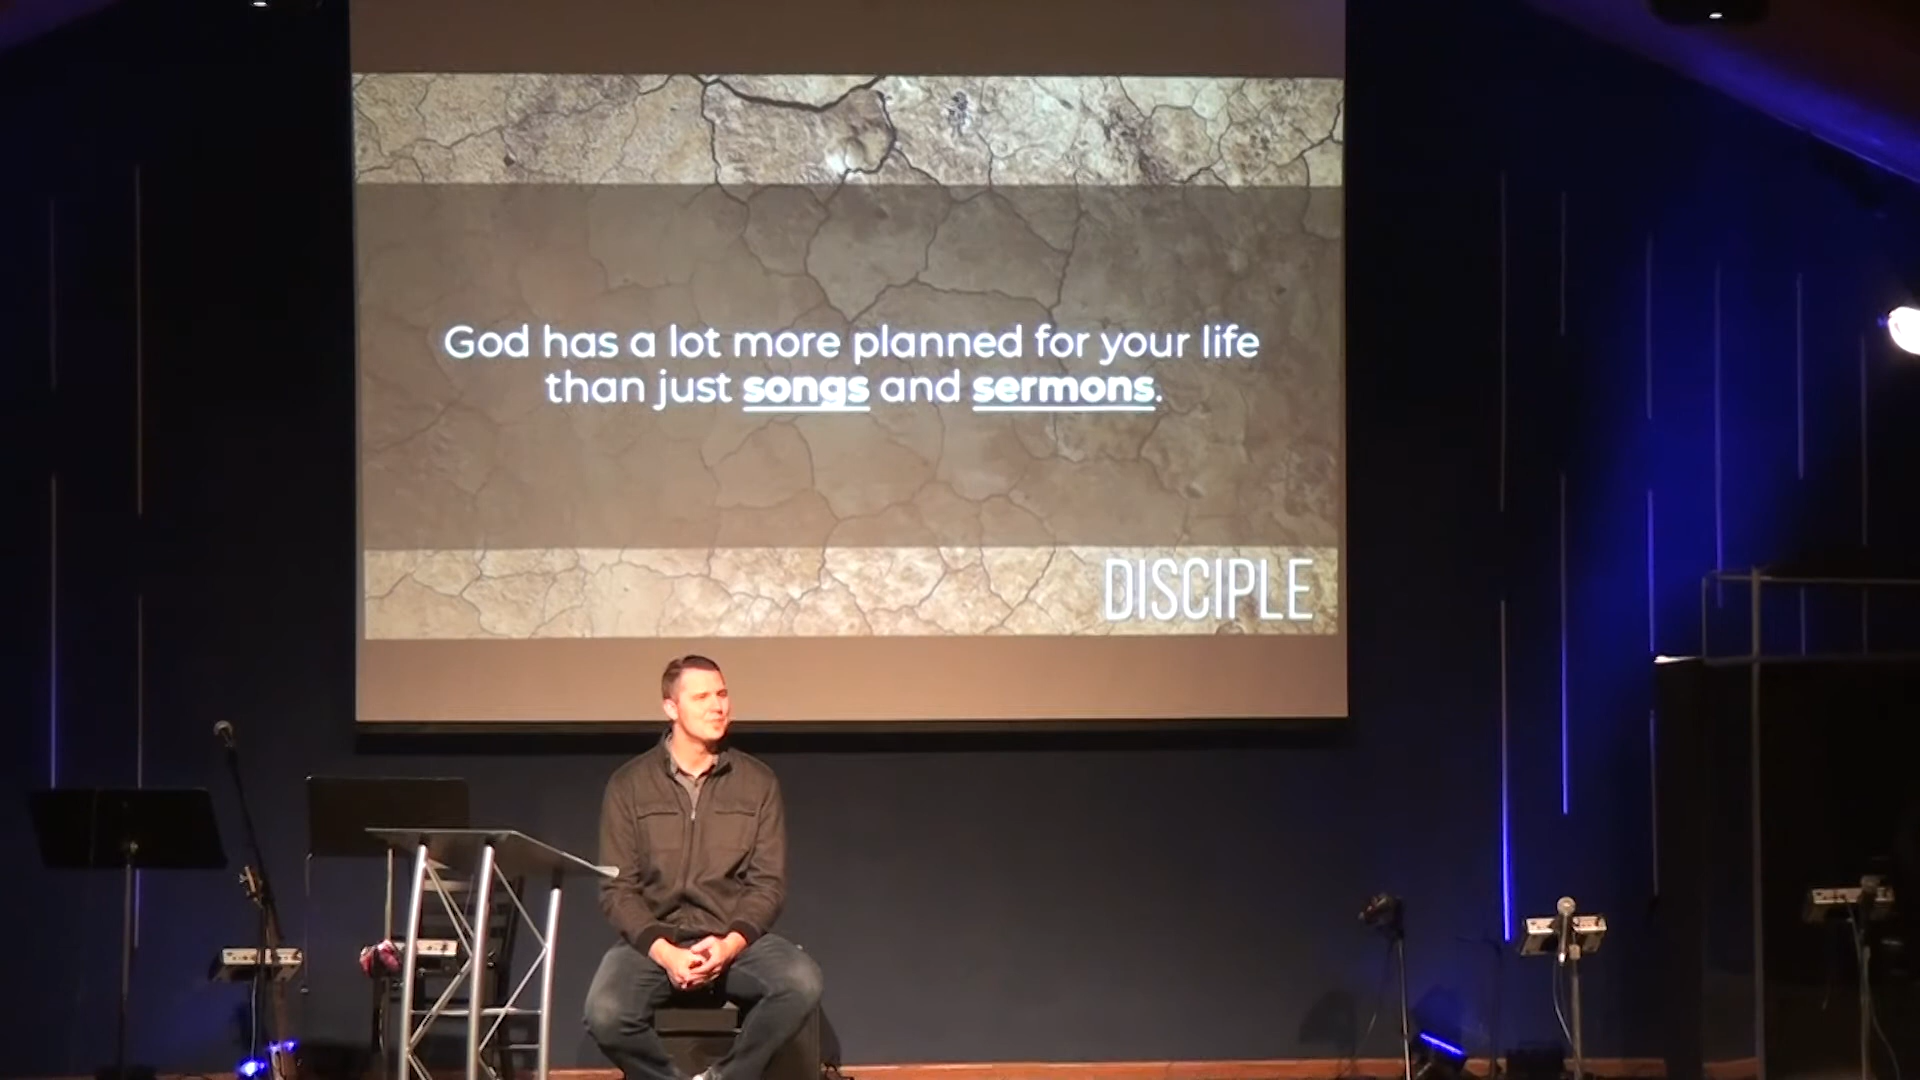 God has a lot more planned for your life
than just songs and sermons.
DISCIPLE